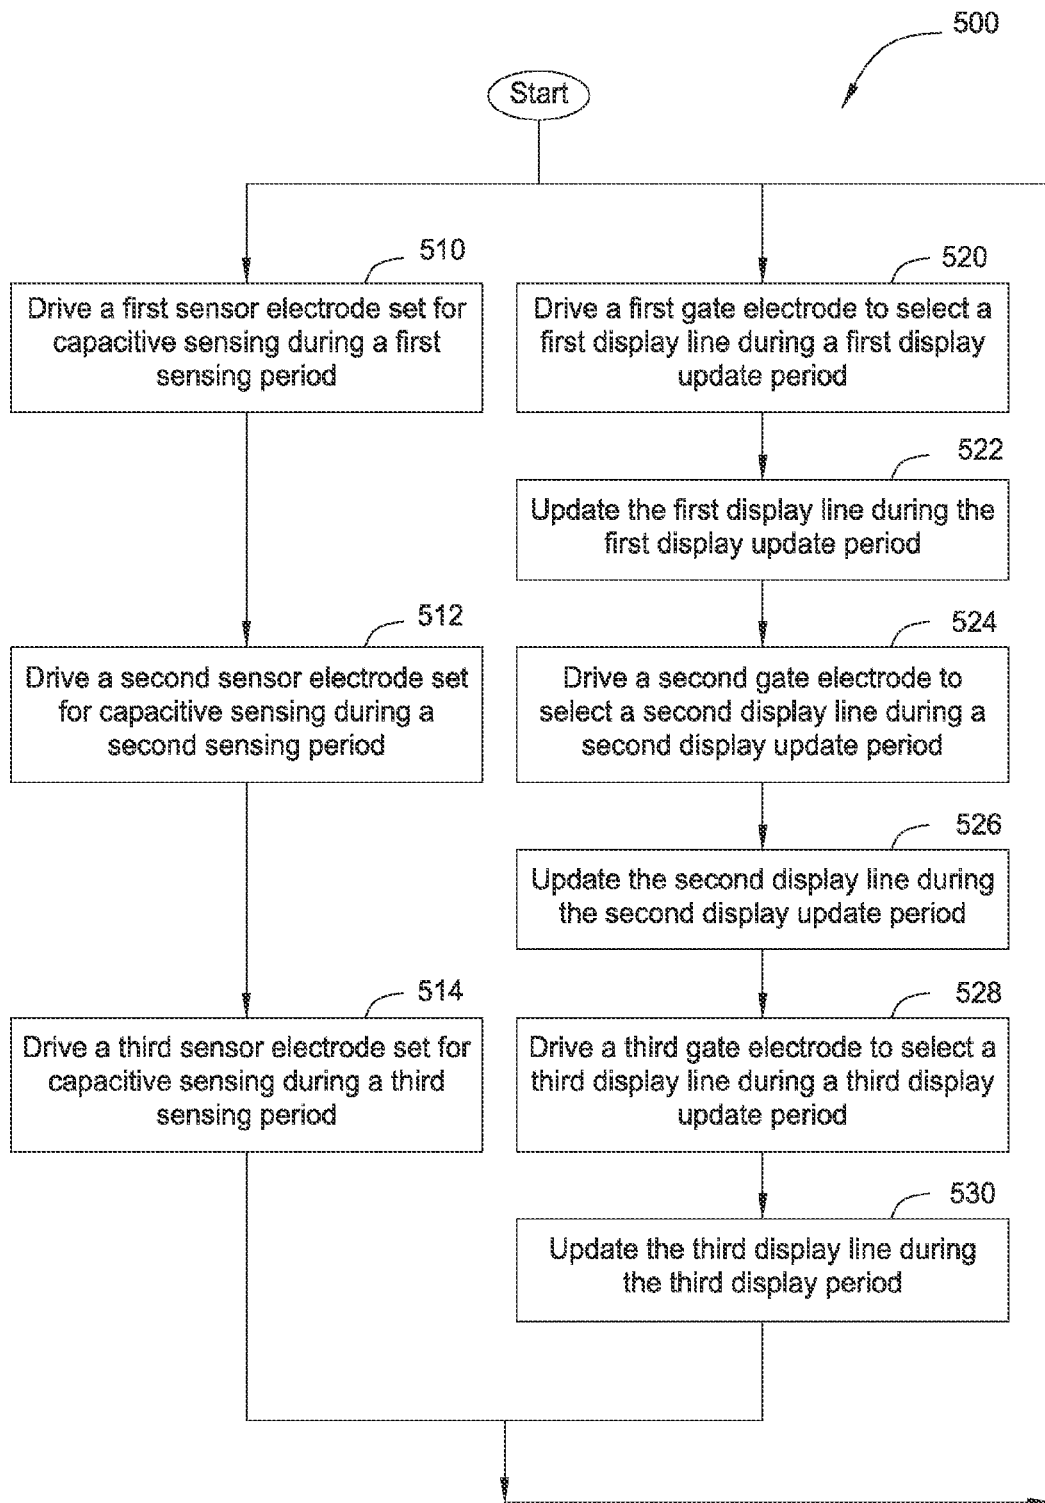 500
Start
510
Drive a first sensor electrode set for
capacitive sensing during a first
sensing period
520
Drive a first gate electrode to select a
first display line during a first display
update period
522
Update the first display line during the
first display update period
512
Drive a second sensor electrode set
for capacitive sensing during a
second sensing period
524
Drive a second gate electrode to
select a second display line during a
second display update period
526
Update the second display line during
the second display update period
514
Drive a third sensor electrode set for
capacitive sensing during a third
sensing period
528
Drive a third gate electrode to select a
third display line during a third display
update period
530
Update the third display line during
the third display period